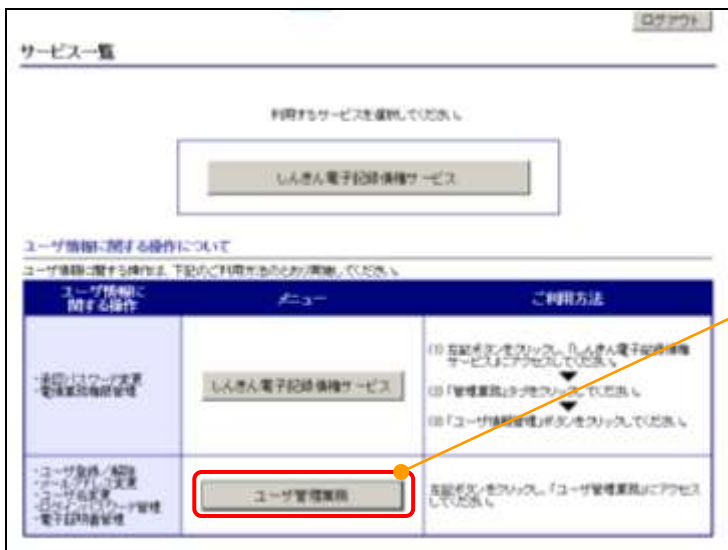 ログアウト
サービス一覧
利用するサービスを選択してください。
しんきん電子記録債権サービス
ユーザ情報に関する操作について
ユーザ情報に関する操作は、下記のご利用方法のとおり実施してください。
ユーザ情報に
関する操作
メニュー
ご利用方法
・承認パスワード変更
・電債業務権限管理
しんきん電子記録債権サービス
(1) 左記ボタンをクリックし、「しんきん電子記録債権
サービス」にアクセスしてください。
(2)「管理業務」タブをクリックしてください。
(3)「ユーザ情報管理」ボタンをクリックしてください。
・ユーザ登録／解除
・メールアドレス変更
・ユーザ名変更
・ログインパスワード管理
・電子証明書管理
ユーザ管理業務
左記ボタンをクリックし、「ユーザ管理業務」にアクセス
してください。